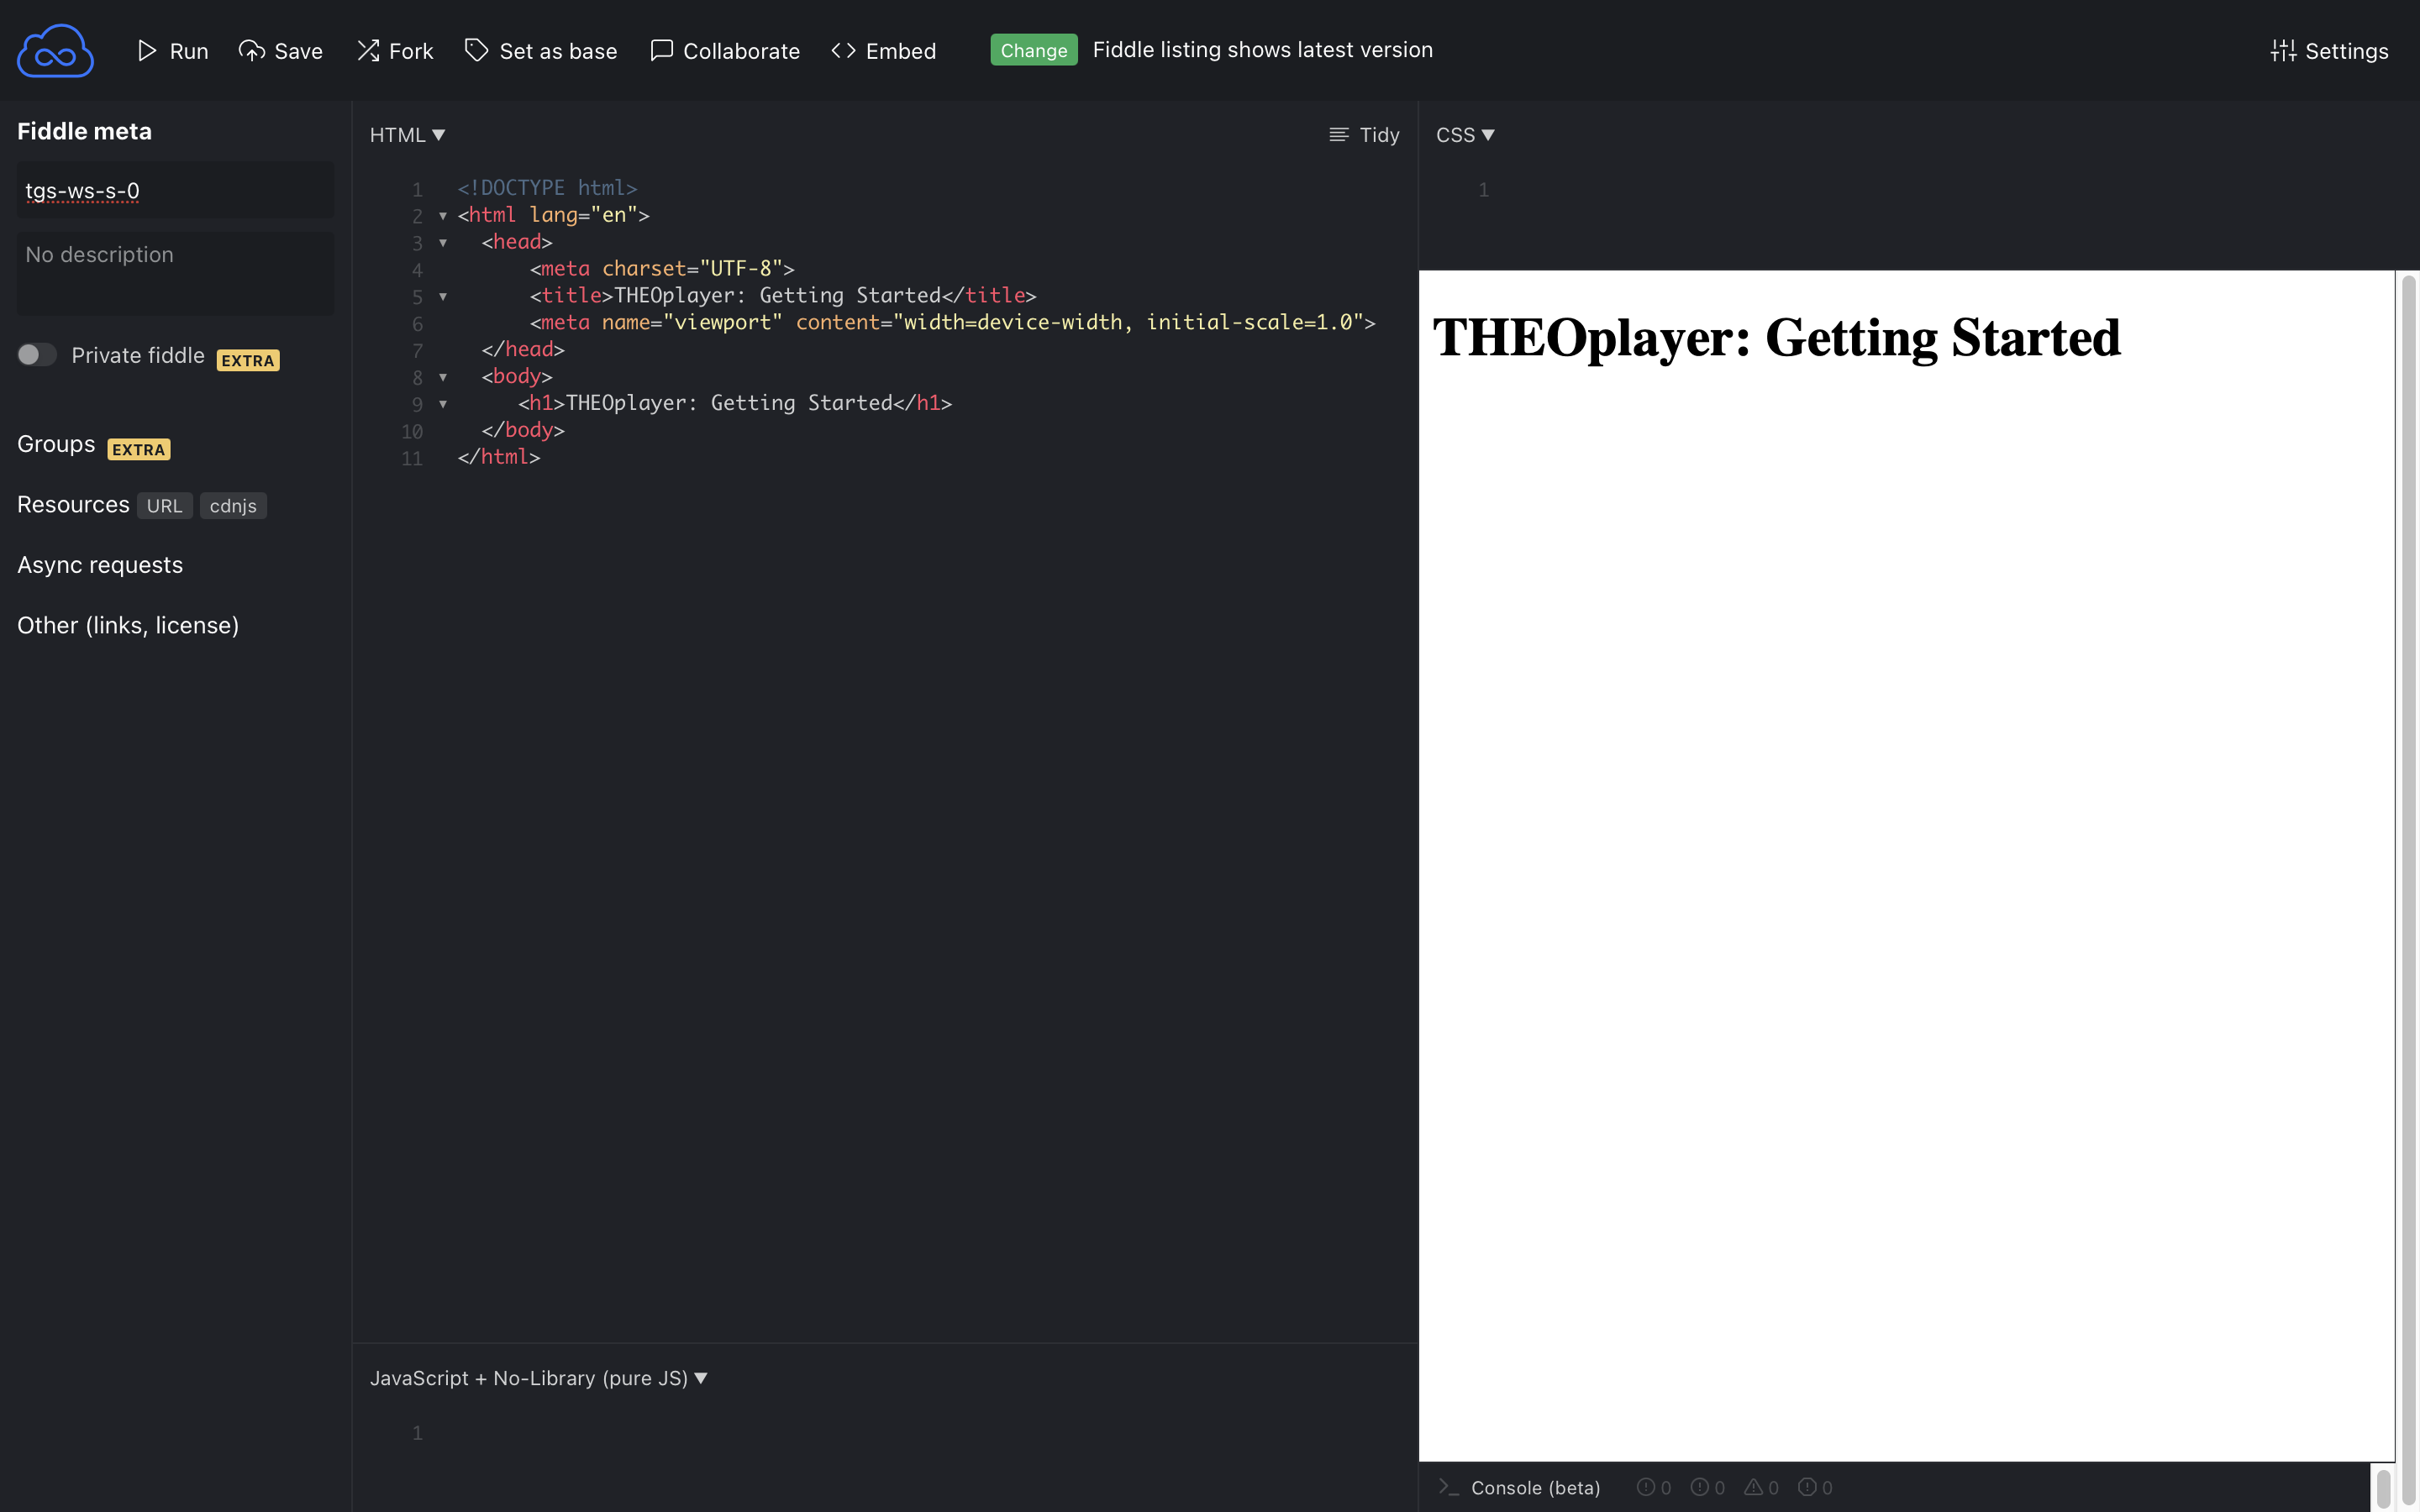 Run Save Fork Set as base Collaborate Embed Change Fiddle listing shows latest version Settings
Fiddle meta
tgs-ws-s-0
No description
Private fiddle EXTRA
Groups EXTRA
Resources URL cdnjs
Async requests
Other (links, license)
HTML ▼ Tidy
1 <!DOCTYPE html>
2 ▼ <html lang="en">
3 ▼ <head>
4 <meta charset="UTF-8">
5 ▼ <title>THEOplayer: Getting Started</title>
6 <meta name="viewport" content="width=device-width, initial-scale=1.0">
7 </head>
8 ▼ <body>
9 ▼ <h1>THEOplayer: Getting Started</h1>
10 </body>
11 </html>
JavaScript + No-Library (pure JS) ▼
1
CSS ▼
1
THEOplayer: Getting Started
>_ Console (beta) 0 0 0 0